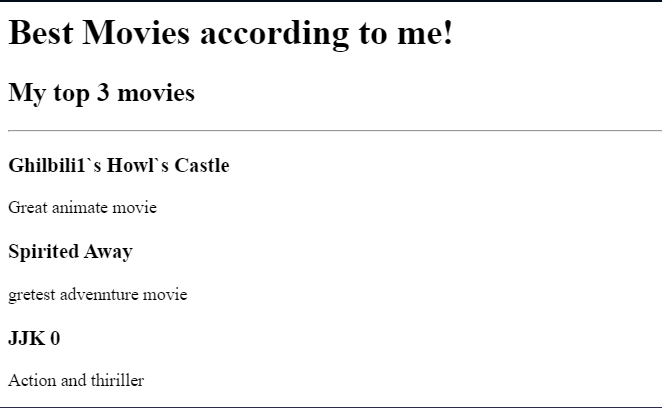 Best Movies according to me!
My top 3 movies
Ghilbili1`s Howl`s Castle
Great animate movie
Spirited Away
gretest advennture movie
JJK 0
Action and thiriller